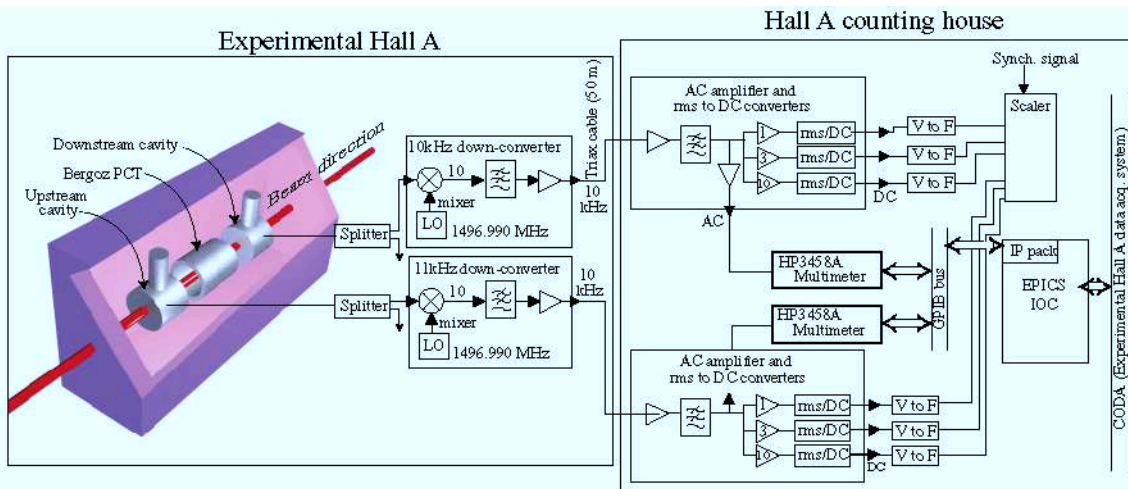 Experimental Hall A
Hall A counting house
Downstream cavity
Bergoz PCT
Upstream
cavity
Beam direction
Splitter
10kHz down-converter
10
mixer
LO
1496.990 MHz
10
kHz
Triax cable (50 m)
Splitter
11kHz down-converter
10
mixer
LO
1496.990 MHz
10
kHz
AC amplifier and
rms to DC converters
1
rms/DC
V to F
3
rms/DC
V to F
10
rms/DC
DC
V to F
AC
Synch. signal
Scaler
HP3458A
Multimeter
HP3458A
Multimeter
GPIB bus
IP pack
EPICS
IOC
CODA (Experimental Hall A data acq. system)
AC amplifier and
rms to DC converters
1
rms/DC
V to F
3
rms/DC
V to F
10
rms/DC
DC
V to F